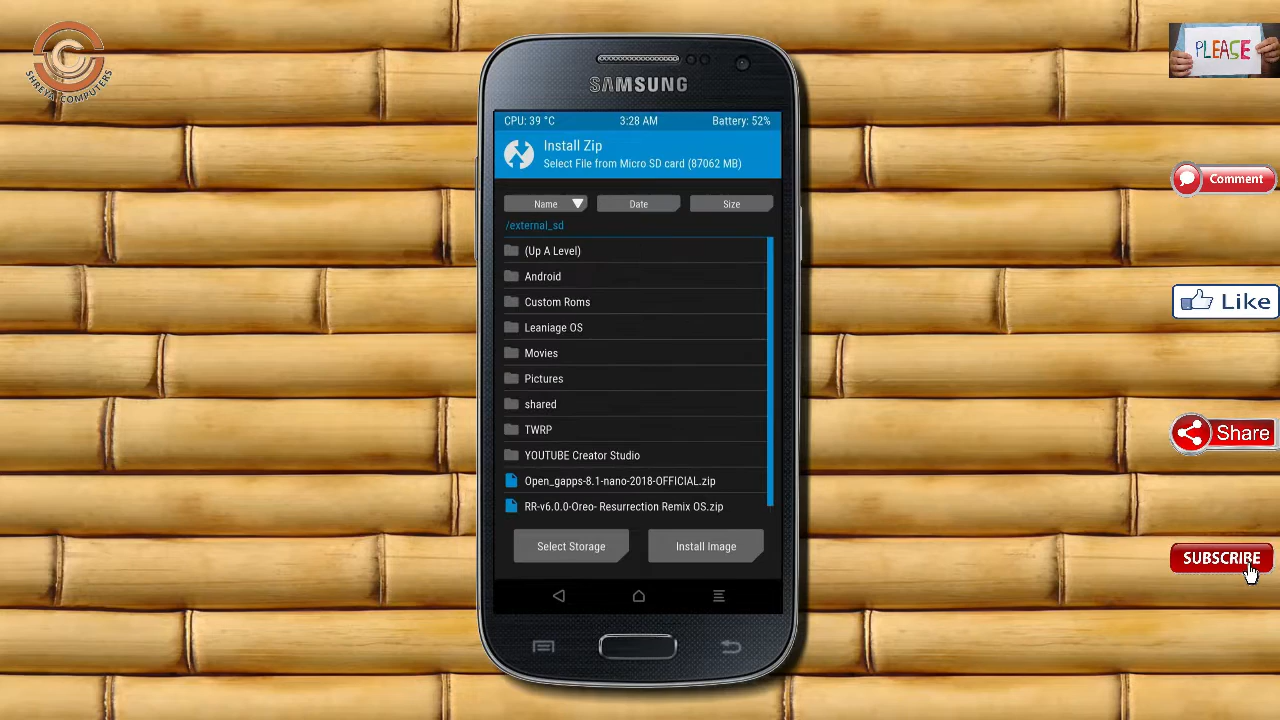 SHREYA COMPUTERS
PLEASE
SAMSUNG
CPU: 39 °C 3:28 AM Battery: 52%
Install Zip
Select File from Micro SD card (87062 MB)
Name Date Size
/external_sd
(Up A Level)
Android
Custom Roms
Leaniage OS
Movies
Pictures
shared
TWRP
YOUTUBE Creator Studio
Open_gapps-8.1-nano-2018-OFFICIAL.zip
RR-v6.0.0-Oreo- Resurrection Remix OS.zip
Select Storage Install Image
Comment
Like
Share
SUBSCRIBE